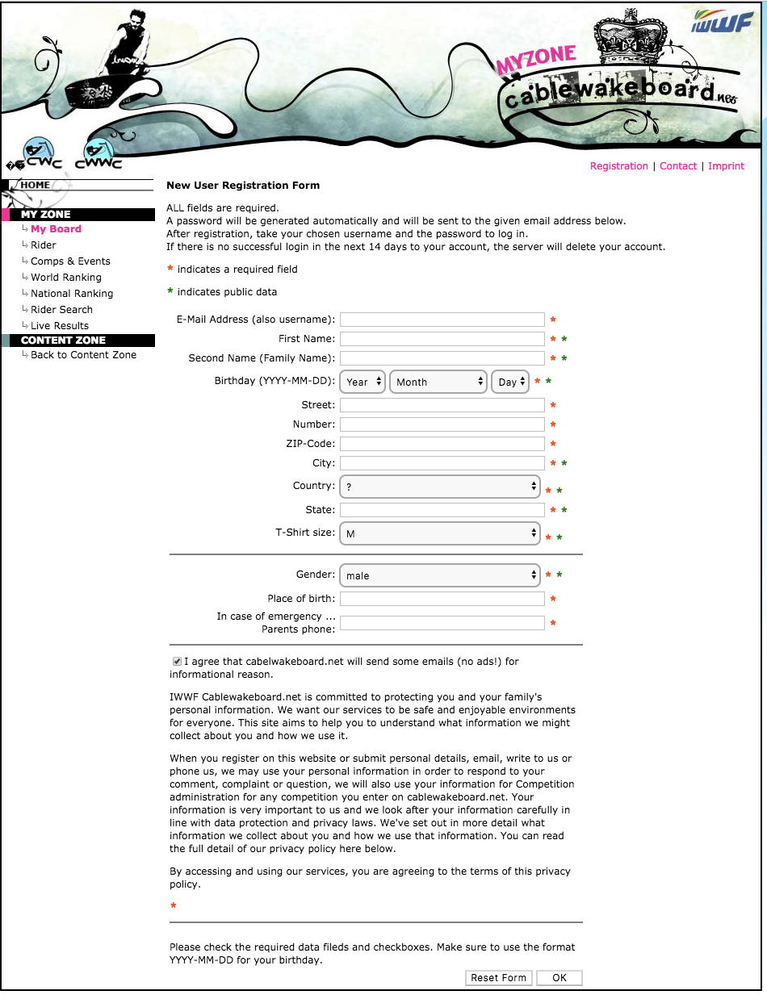 iWWF
MYZONE
cablewakeboard.net
CWC CWWC
Registration | Contact | Imprint
HOME
MY ZONE
My Board
Rider
Comps & Events
World Ranking
National Ranking
Rider Search
Live Results
CONTENT ZONE
Back to Content Zone
New User Registration Form
ALL fields are required.
A password will be generated automatically and will be sent to the given email address below.
After registration, take your chosen username and the password to log in.
If there is no successful login in the next 14 days to your account, the server will delete your account.
* indicates a required field
* indicates public data
E-Mail Address (also username): *
First Name: * *
Second Name (Family Name): * *
Birthday (YYYY-MM-DD): Year Month Day * *
Street: *
Number: *
ZIP-Code: *
City: * *
Country: ? * *
State: * *
T-Shirt size: M * *
Gender: male * *
Place of birth: *
In case of emergency ...
Parents phone: *
I agree that cabelwakeboard.net will send some emails (no ads!) for
informational reason.
IWWF Cablewakeboard.net is committed to protecting you and your family's
personal information. We want our services to be safe and enjoyable environments
for everyone. This site aims to help you to understand what information we might
collect about you and how we use it.
When you register on this website or submit personal details, email, write to us or
phone us, we may use your personal information in order to respond to your
comment, complaint or question, we will also use your information for Competition
administration for any competition you enter on cablewakeboard.net. Your
information is very important to us and we look after your information carefully in
line with data protection and privacy laws. We've set out in more detail what
information we collect about you and how we use that information. You can read
the full detail of our privacy policy here below.
By accessing and using our services, you are agreeing to the terms of this privacy
policy.
*
Please check the required data fileds and checkboxes. Make sure to use the format
YYYY-MM-DD for your birthday.
Reset Form OK